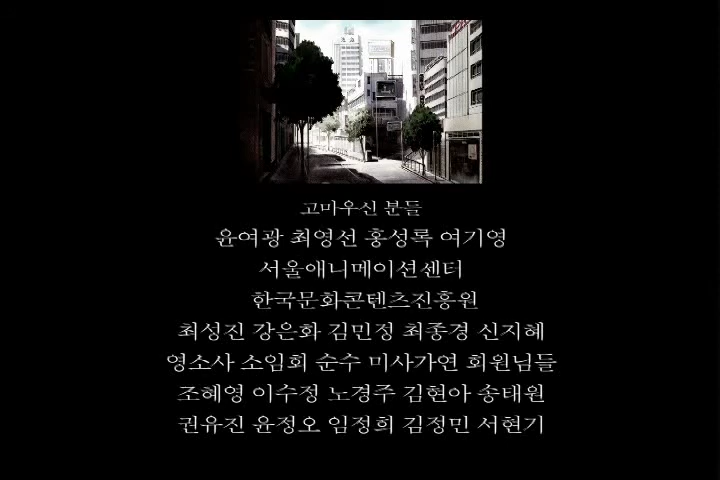 고마우신 분들
윤여광 최영선 홍성록 여기영
서울애니메이션센터
한국문화콘텐츠진흥원
최성진 강은화 김민정 최종경 신지혜
영소사 소임회 순수 미사가연 회원님들
조혜영 이수정 노경주 김현아 송태원
권유진 윤정오 임정희 김정민 서현기